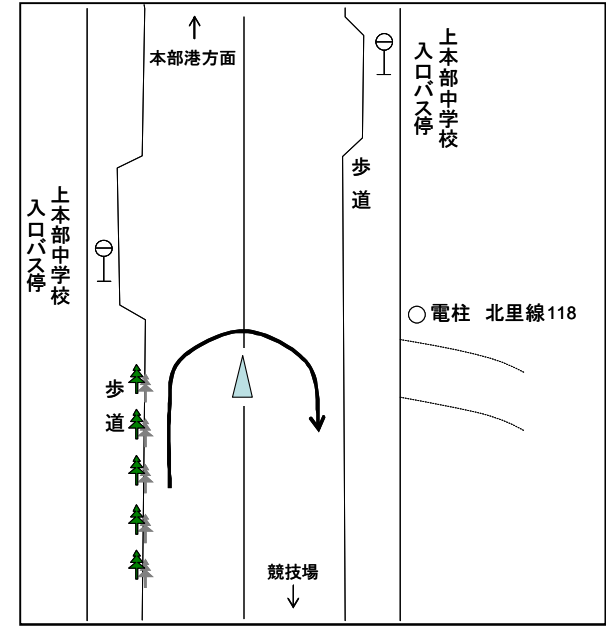 本部港方面
上本部中学校
入口バス停
歩道
上本部中学校
入口バス停
電柱 北里線118
歩道
競技場